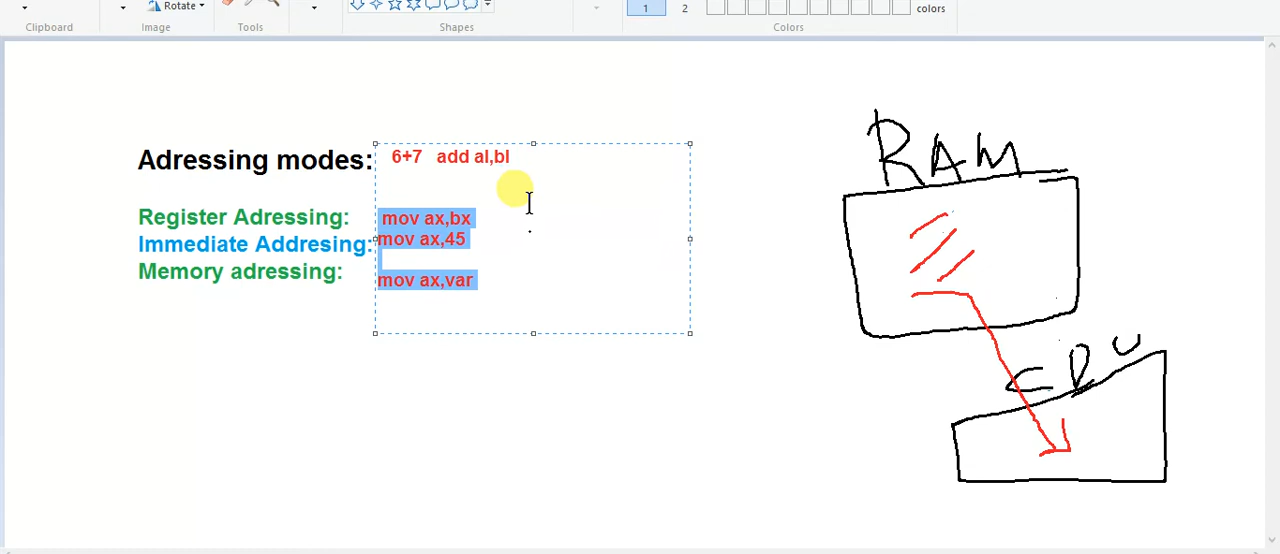 Rotate
1 2 colors
Clipboard Image Tools Shapes Colors
Adressing modes: 6+7 add al,bl
Register Adressing: mov ax,bx
Immediate Addresing: mov ax,45
Memory adressing: mov ax,var
RAM
CPU